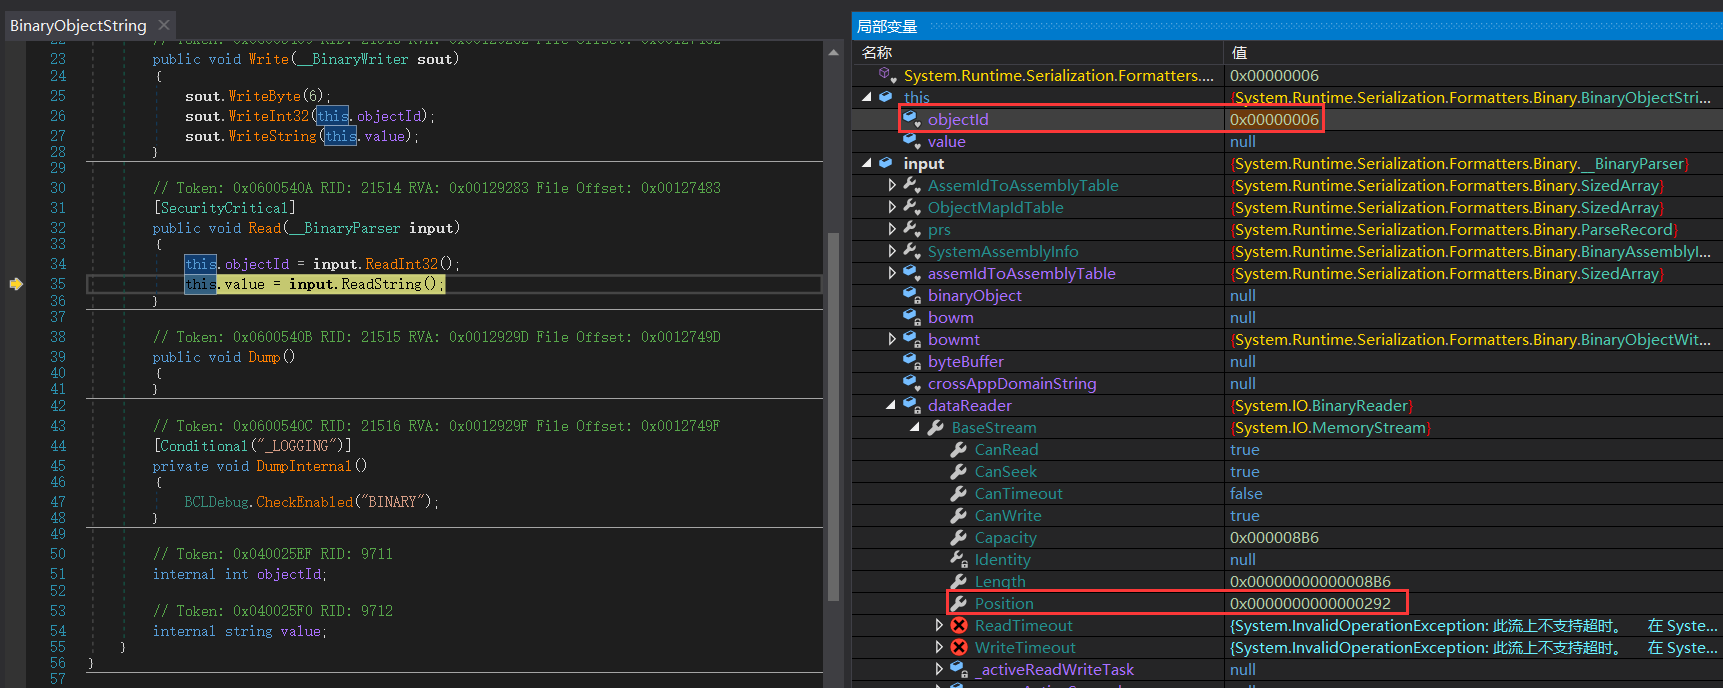 BinaryObjectString
23 public void Write(__BinaryWriter sout)
24 {
25 sout.WriteByte(6);
26 sout.WriteInt32(this.objectId);
27 sout.WriteString(this.value);
28 }
29
30 // Token: 0x0600540A RID: 21514 RVA: 0x00129283 File Offset: 0x00127483
31 [SecurityCritical]
32 public void Read(__BinaryParser input)
33 {
34 this.objectId = input.ReadInt32();
35 this.value = input.ReadString();
36 }
37
38 // Token: 0x0600540B RID: 21515 RVA: 0x0012929D File Offset: 0x0012749D
39 public void Dump()
40 {
41 }
42
43 // Token: 0x0600540C RID: 21516 RVA: 0x0012929F File Offset: 0x0012749F
44 [Conditional("_LOGGING")]
45 private void DumpInternal()
46 {
47 BCLDebug.CheckEnabled("BINARY");
48 }
49
50 // Token: 0x040025EF RID: 9711
51 internal int objectId;
52
53 // Token: 0x040025F0 RID: 9712
54 internal string value;
55 }
56 }
57
局部变量
名称 值
System.Runtime.Serialization.Formatters.... 0x00000006
this {System.Runtime.Serialization.Formatters.Binary.BinaryObjectStri...
objectId 0x00000006
value null
input {System.Runtime.Serialization.Formatters.Binary.__BinaryParser}
AssemIdToAssemblyTable {System.Runtime.Serialization.Formatters.Binary.SizedArray}
ObjectMapIdTable {System.Runtime.Serialization.Formatters.Binary.SizedArray}
prs {System.Runtime.Serialization.Formatters.Binary.ParseRecord}
SystemAssemblyInfo {System.Runtime.Serialization.Formatters.Binary.BinaryAssemblyI...
assemIdToAssemblyTable {System.Runtime.Serialization.Formatters.Binary.SizedArray}
binaryObject null
bowm null
bowmt {System.Runtime.Serialization.Formatters.Binary.BinaryObjectWit...
byteBuffer null
crossAppDomainString null
dataReader {System.IO.BinaryReader}
BaseStream {System.IO.MemoryStream}
CanRead true
CanSeek true
CanTimeout false
CanWrite true
Capacity 0x000008B6
Identity null
Length 0x00000000000008B6
Position 0x0000000000000292
ReadTimeout {System.InvalidOperationException: 此流上不支持超时。 在 Syste...
WriteTimeout {System.InvalidOperationException: 此流上不支持超时。 在 Syste...
_activeReadWriteTask null